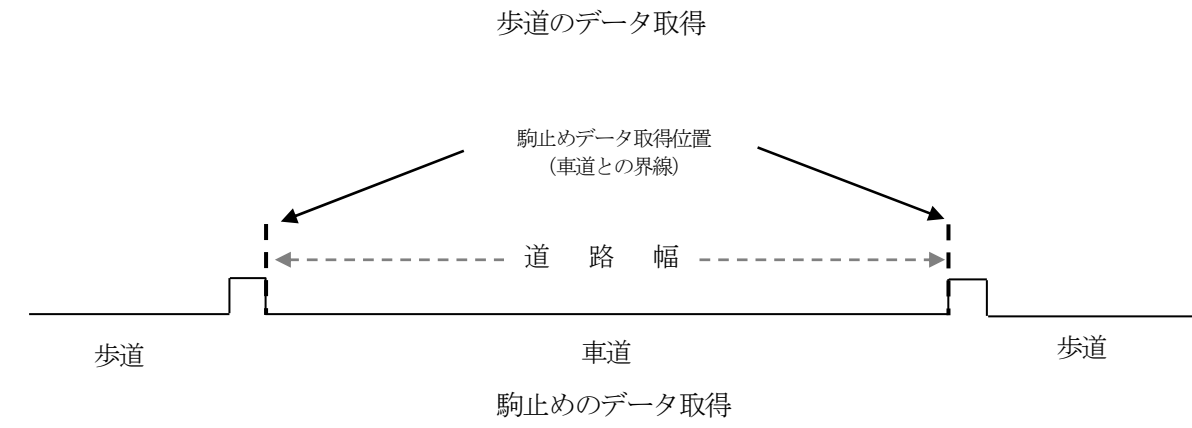 歩道のデータ取得
駒止めデータ取得位置
（車道との界線）
道　路　幅
歩道
車道
歩道
駒止めのデータ取得